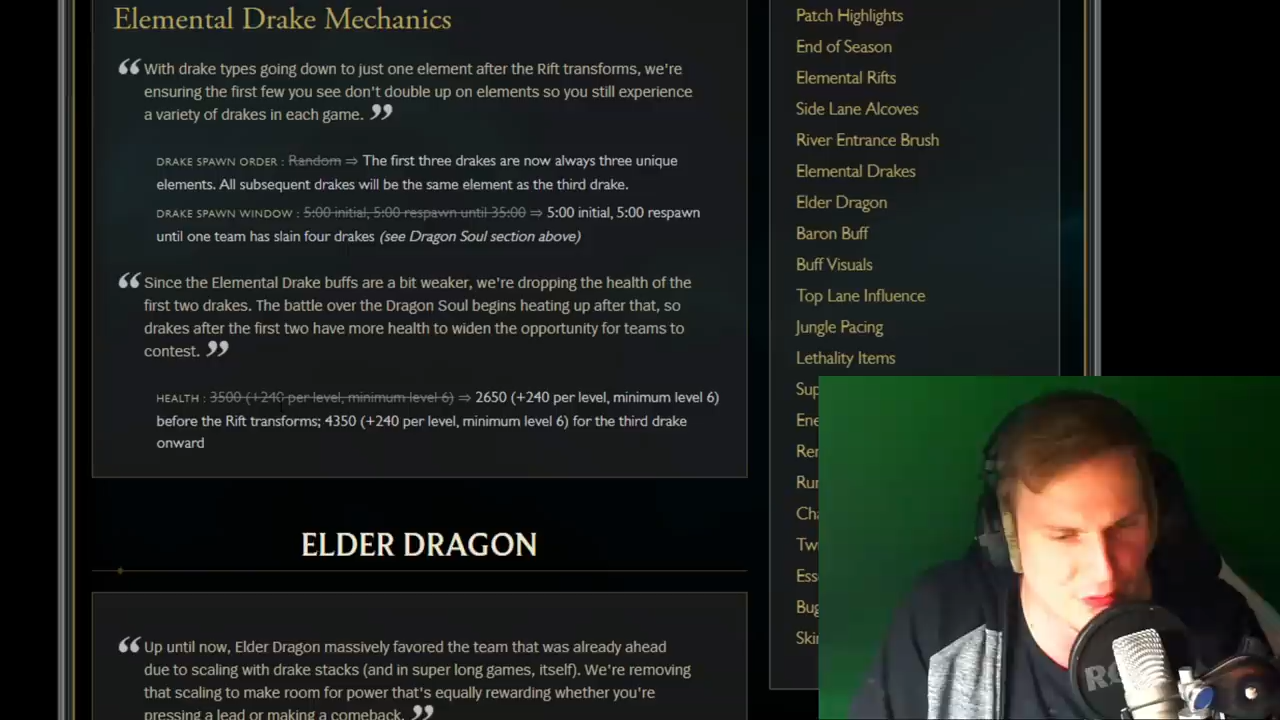 Elemental Drake Mechanics
“ With drake types going down to just one element after the Rift transforms, we're
ensuring the first few you see don't double up on elements so you still experience
a variety of drakes in each game. ”
DRAKE SPAWN ORDER : Random ⇒ The first three drakes are now always three unique
elements. All subsequent drakes will be the same element as the third drake.
DRAKE SPAWN WINDOW : 5:00 initial, 5:00 respawn until 35:00 ⇒ 5:00 initial, 5:00 respawn
until one team has slain four drakes (see Dragon Soul section above)
“ Since the Elemental Drake buffs are a bit weaker, we're dropping the health of the
first two drakes. The battle over the Dragon Soul begins heating up after that, so
drakes after the first two have more health to widen the opportunity for teams to
contest. ”
HEALTH : 3500 (+240 per level, minimum level 6) ⇒ 2650 (+240 per level, minimum level 6)
before the Rift transforms; 4350 (+240 per level, minimum level 6) for the third drake
onward
ELDER DRAGON
“ Up until now, Elder Dragon massively favored the team that was already ahead
due to scaling with drake stacks (and in super long games, itself). We're removing
that scaling to make room for power that's equally rewarding whether you're
pressing a lead or making a comeback. ”
Patch Highlights
End of Season
Elemental Rifts
Side Lane Alcoves
River Entrance Brush
Elemental Drakes
Elder Dragon
Baron Buff
Buff Visuals
Top Lane Influence
Jungle Pacing
Lethality Items
Sup
Ene
Rem
Run
Cha
Tw
Ess
Bug
Skin